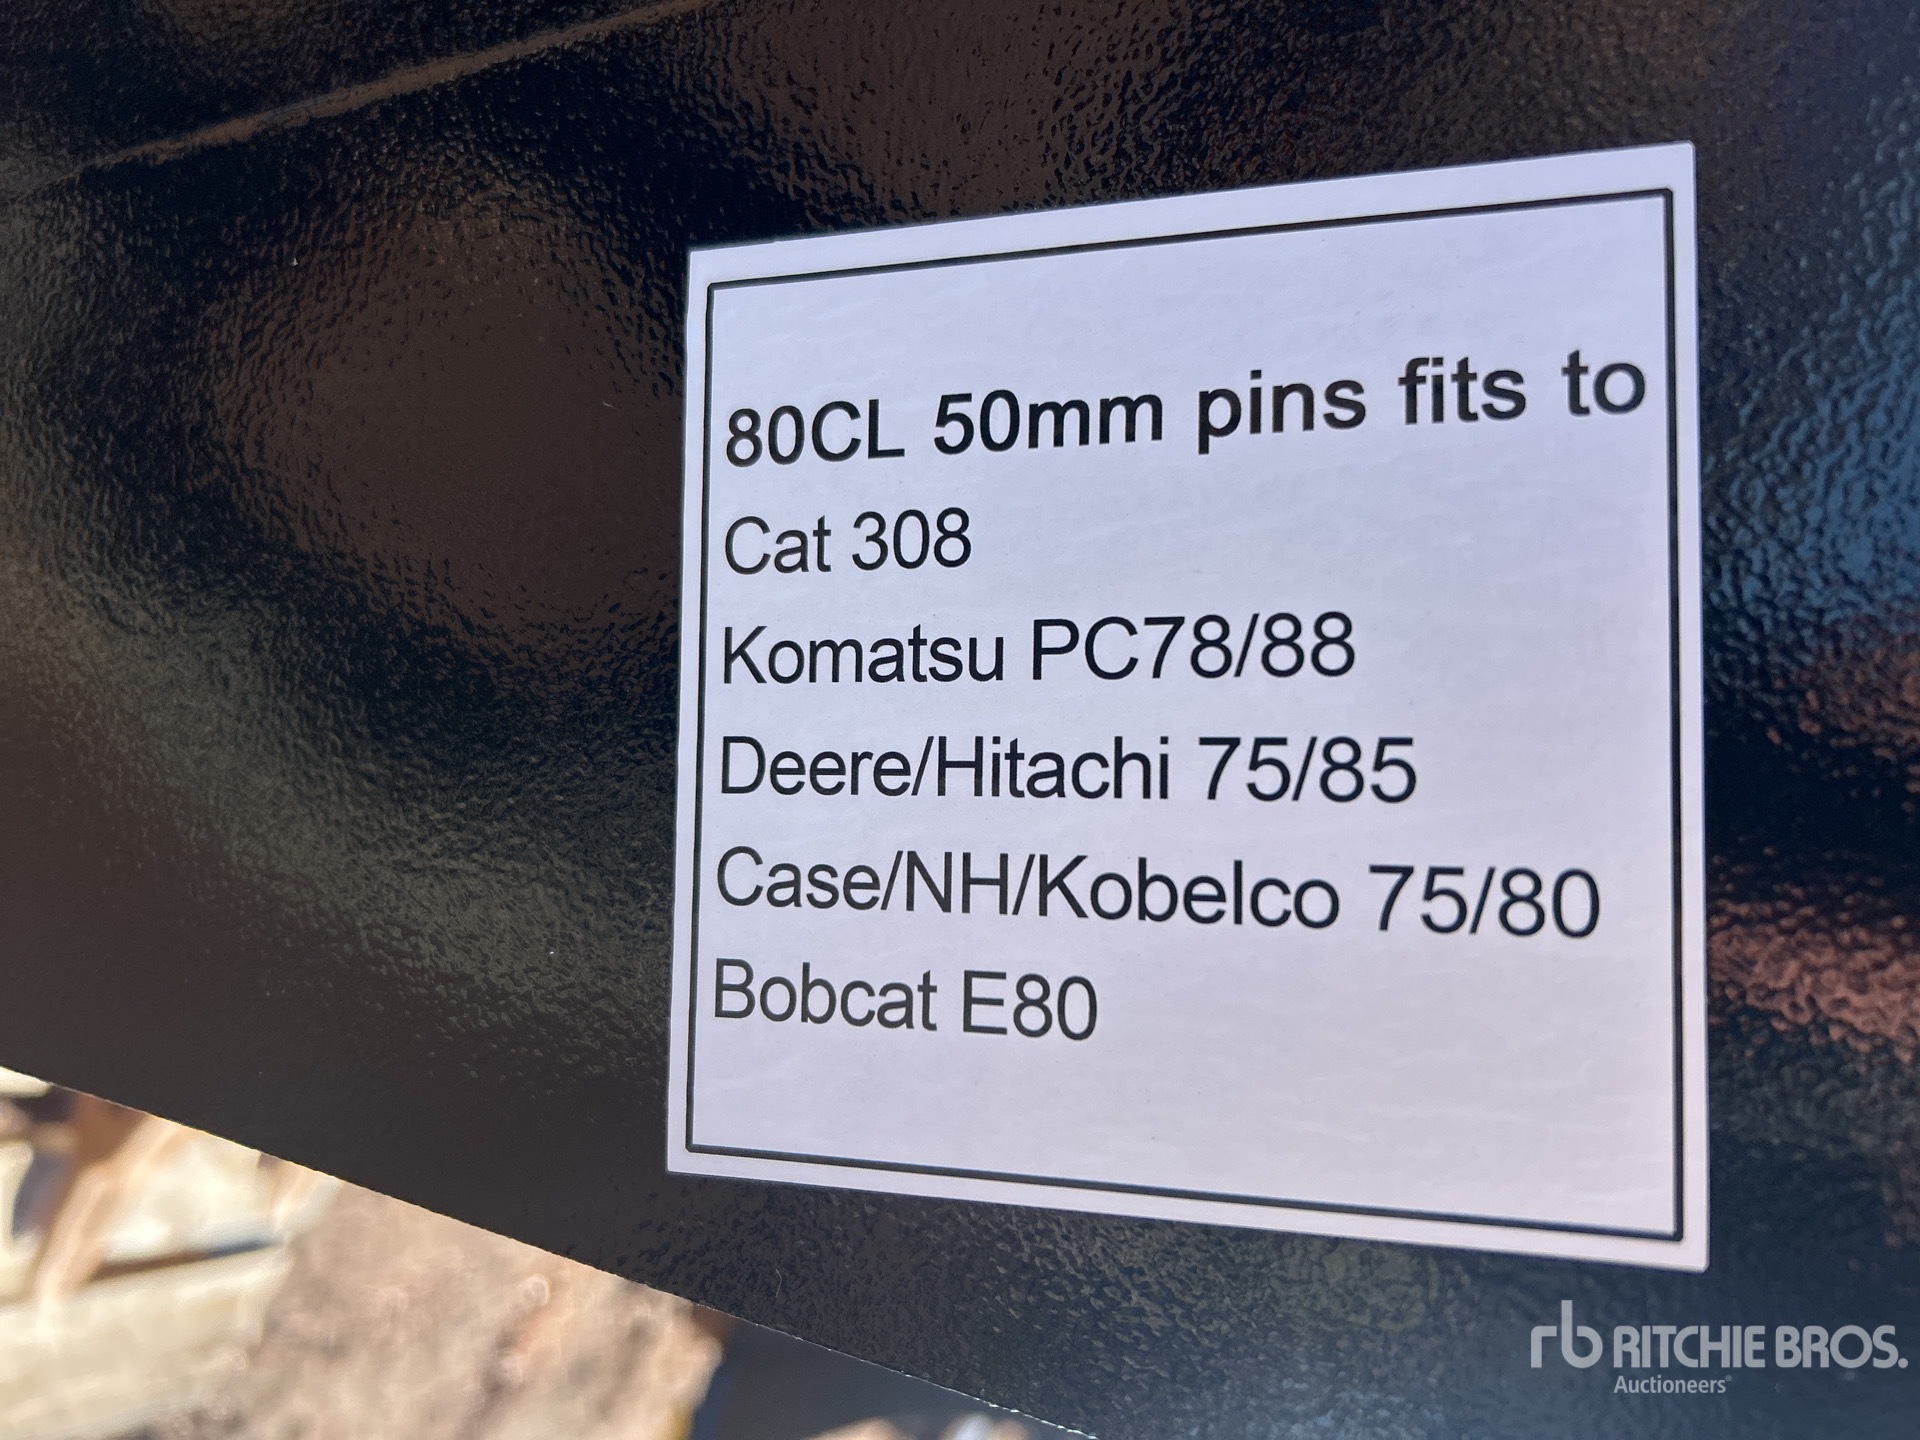 80CL 50mm pins fits to
Cat 308
Komatsu PC78/88
Deere/Hitachi 75/85
Case/NH/Kobelco 75/80
Bobcat E80
rb RITCHIE BROS.
Auctioneers